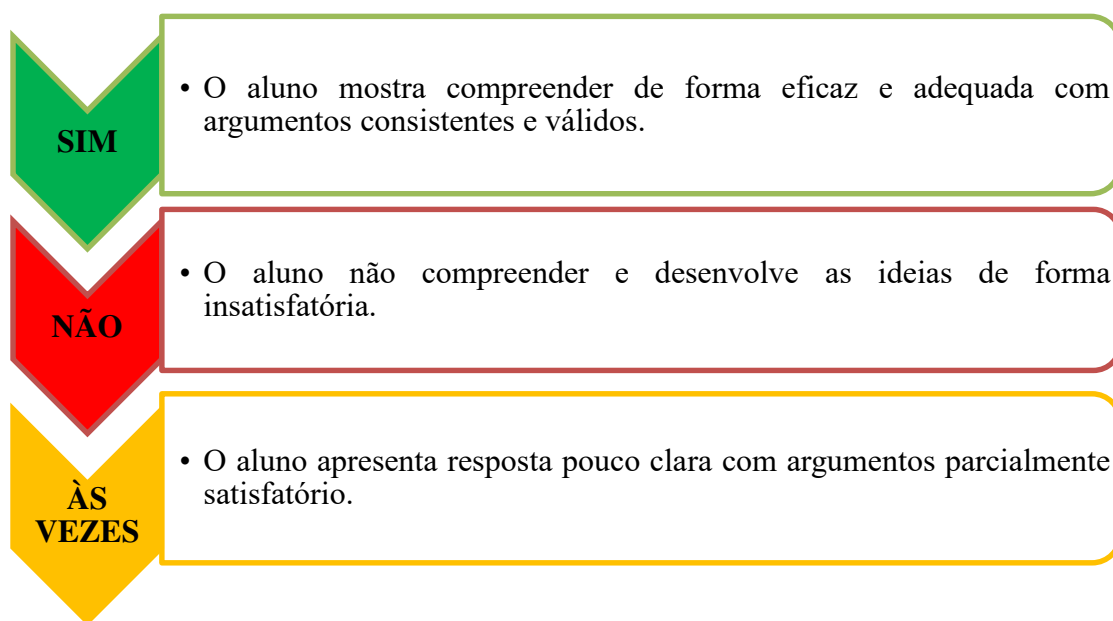 SIM
• O aluno mostra compreender de forma eficaz e adequada com
argumentos consistentes e válidos.
NÃO
• O aluno não compreender e desenvolve as ideias de forma
insatisfatória.
ÀS
VEZES
• O aluno apresenta resposta pouco clara com argumentos parcialmente
satisfatório.